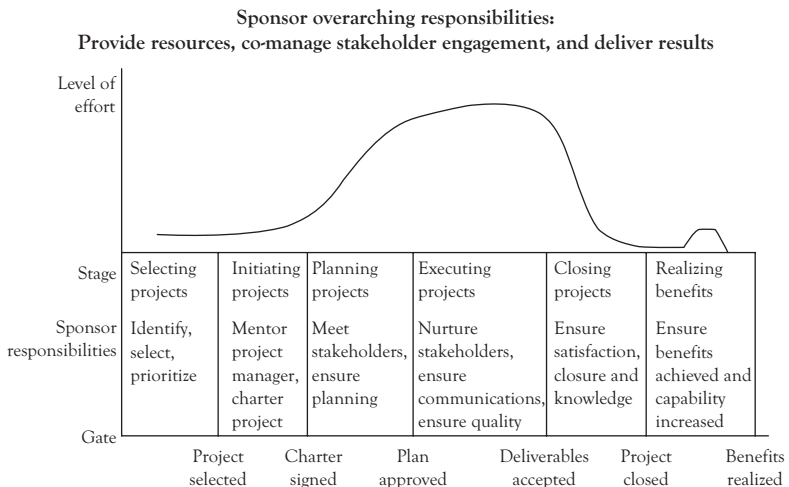 Sponsor overarching responsibilities:
Provide resources, co-manage stakeholder engagement, and deliver results
Level of
effort
Stage
Selecting
projects
Initiating
projects
Planning
projects
Executing
projects
Closing
projects
Realizing
benefits
Sponsor
responsibilities
Identify,
select,
prioritize
Mentor
project
manager,
charter
project
Meet
stakeholders,
ensure
planning
Nurture
stakeholders,
ensure
communications,
ensure quality
Ensure
satisfaction,
closure and
knowledge
Ensure
benefits
achieved and
capability
increased
Gate
Project
selected
Charter
signed
Plan
approved
Deliverables
accepted
Project
closed
Benefits
realized